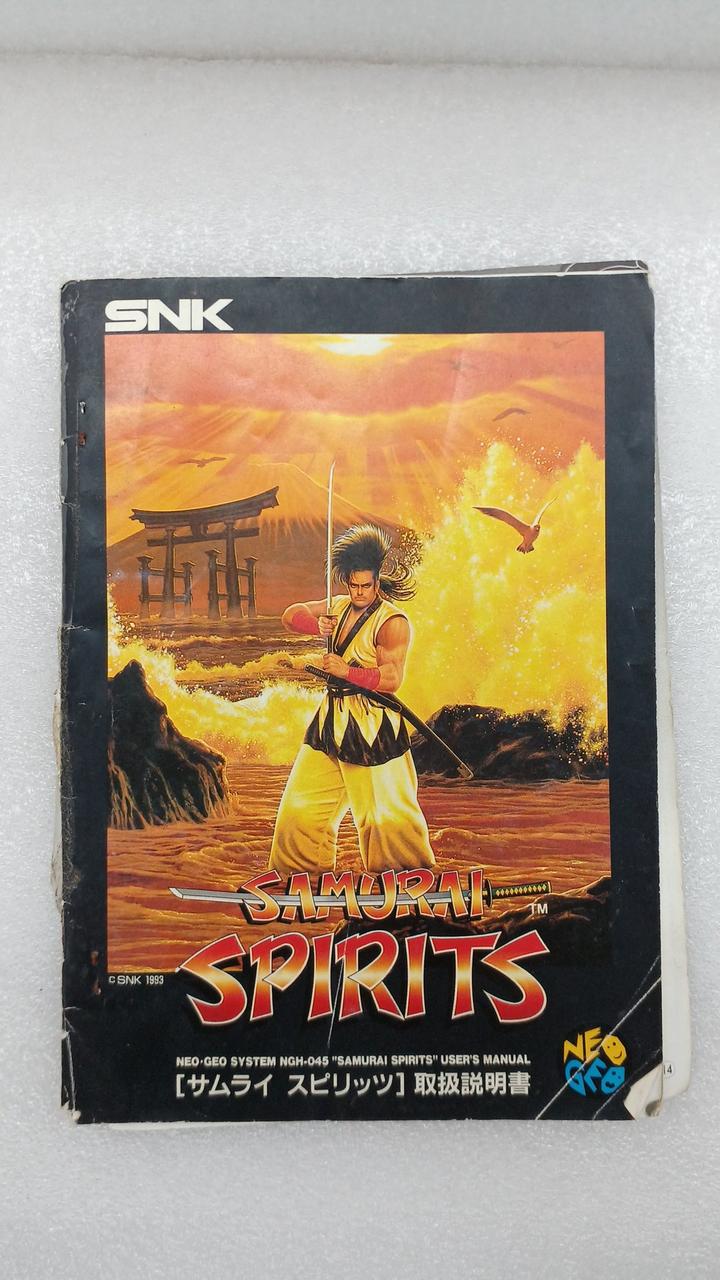 SNK
SAMURAI
TM
SPIRITS
© SNK 1993
NEO·GEO SYSTEM NGH-045 "SAMURAI SPIRITS" USER'S MANUAL
[サムライ スピリッツ] 取扱説明書
NEO
GEO
14